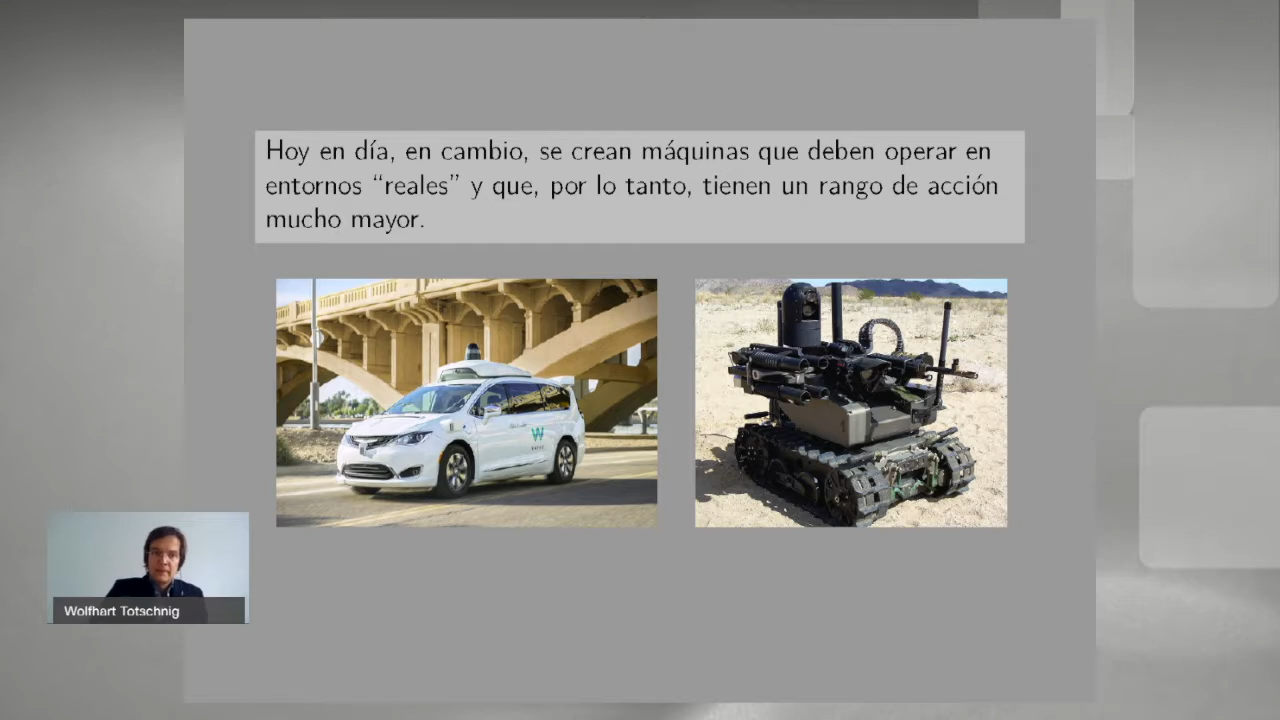 Hoy en día, en cambio, se crean máquinas que deben operar en
entornos “reales” y que, por lo tanto, tienen un rango de acción
mucho mayor.
Wolfhart Totschnig